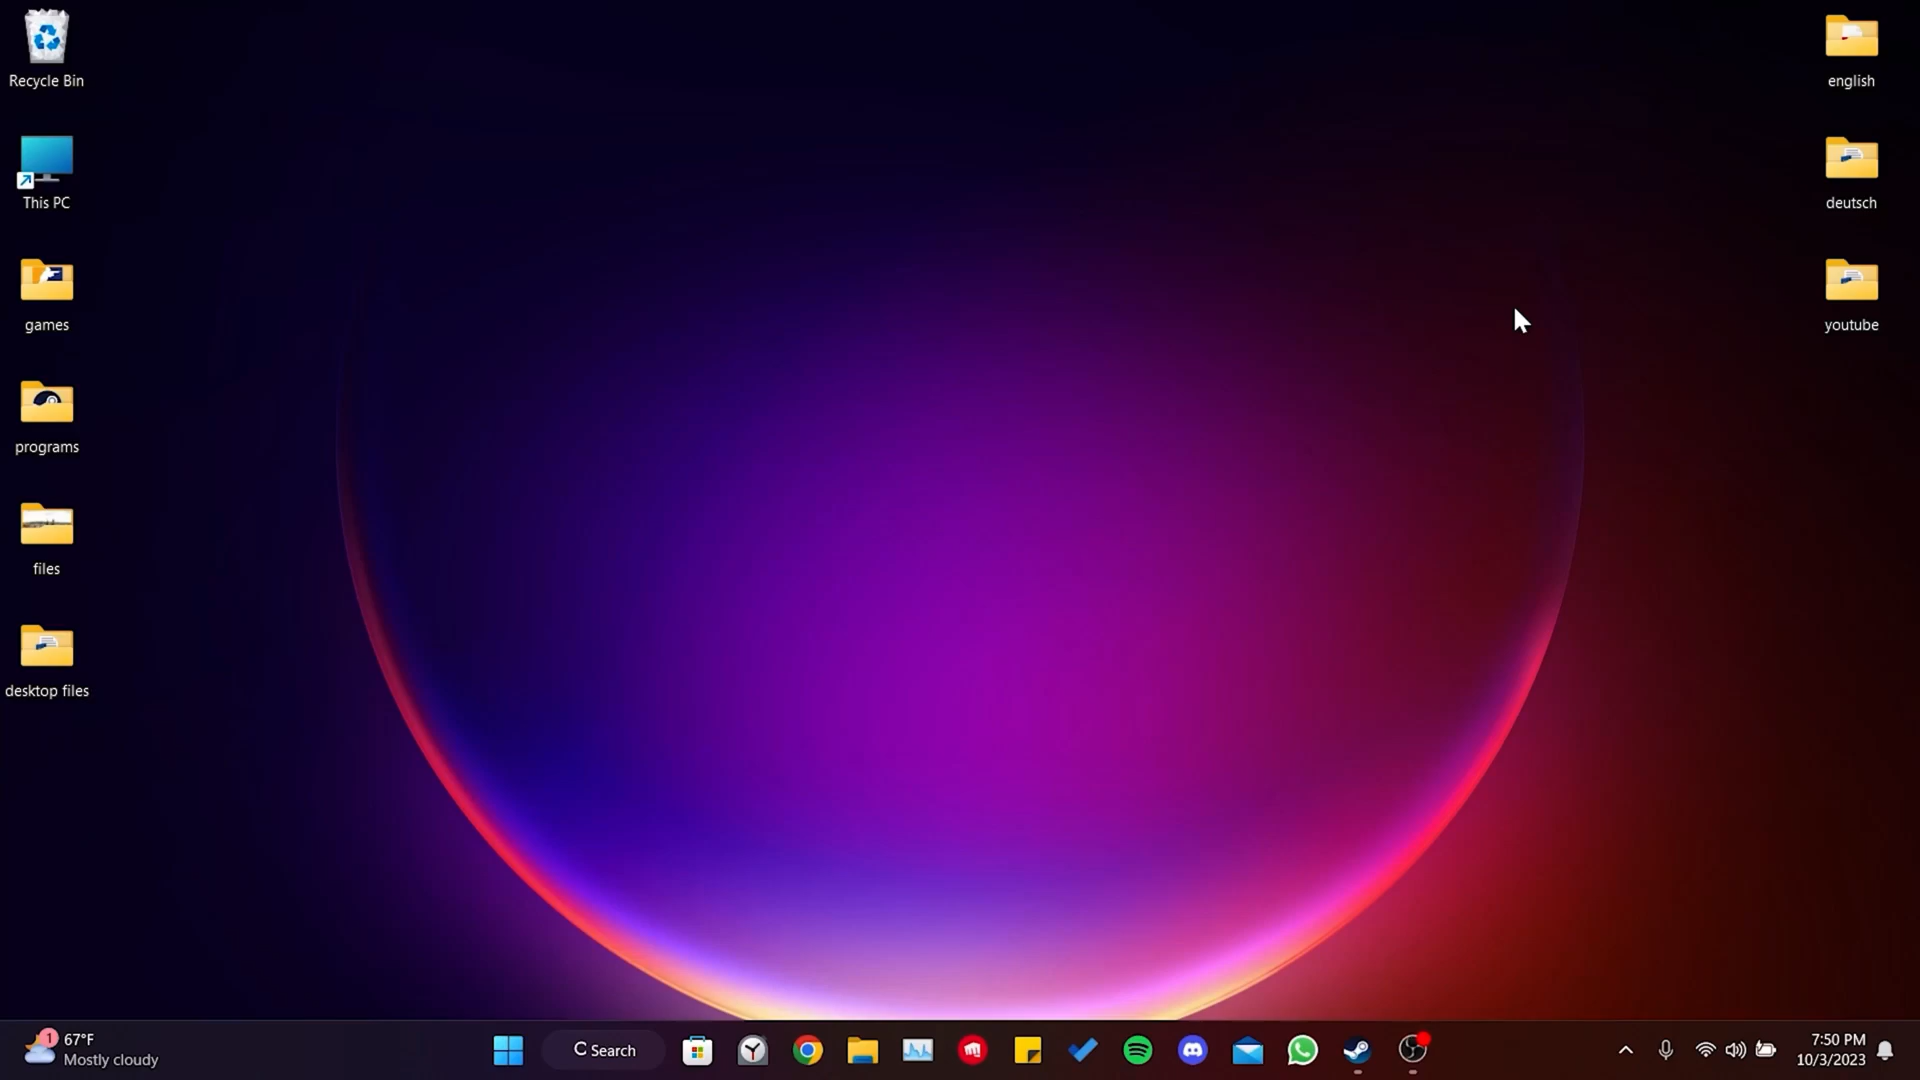 Recycle Bin
This PC
games
programs
files
desktop files
english
deutsch
youtube
1
67°F
Mostly cloudy
Search
7:50 PM
10/3/2023